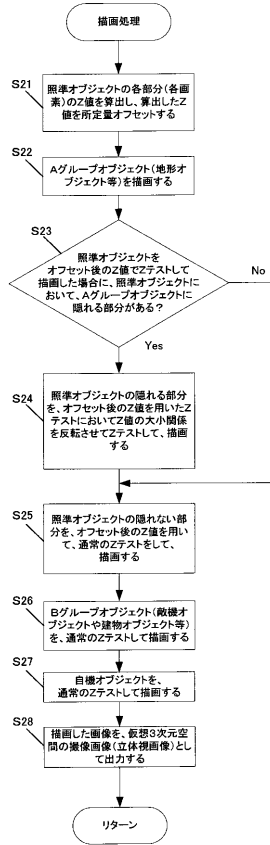 描画処理
S21
照準オブジェクトの各部分(各画
素)のZ値を算出し、算出したZ
値を所定量オフセットする
S22
Aグループオブジェクト(地形オ
ブジェクト等)を描画する
S23
照準オブジェクトを
オフセット後のZ値でZテストして
描画した場合に、照準オブジェクトに
おいて、Aグループオブジェクトに
隠れる部分がある?
No
Yes
S24
照準オブジェクトの隠れる部分
を、オフセット後のZ値を用いたZ
テストにおいてZ値の大小関係
を反転させてZテストして、描画
する
S25
照準オブジェクトの隠れない部
分を、オフセット後のZ値を用い
て、通常のZテストをして、
描画する
S26
Bグループオブジェクト(敵機オ
ブジェクトや建物オブジェクト等)
を、通常のZテストして描画する
S27
自機オブジェクトを、
通常のZテストして描画する
S28
描画した画像を、仮想3次元空
間の撮像画像(立体視画像)とし
て出力する
リターン